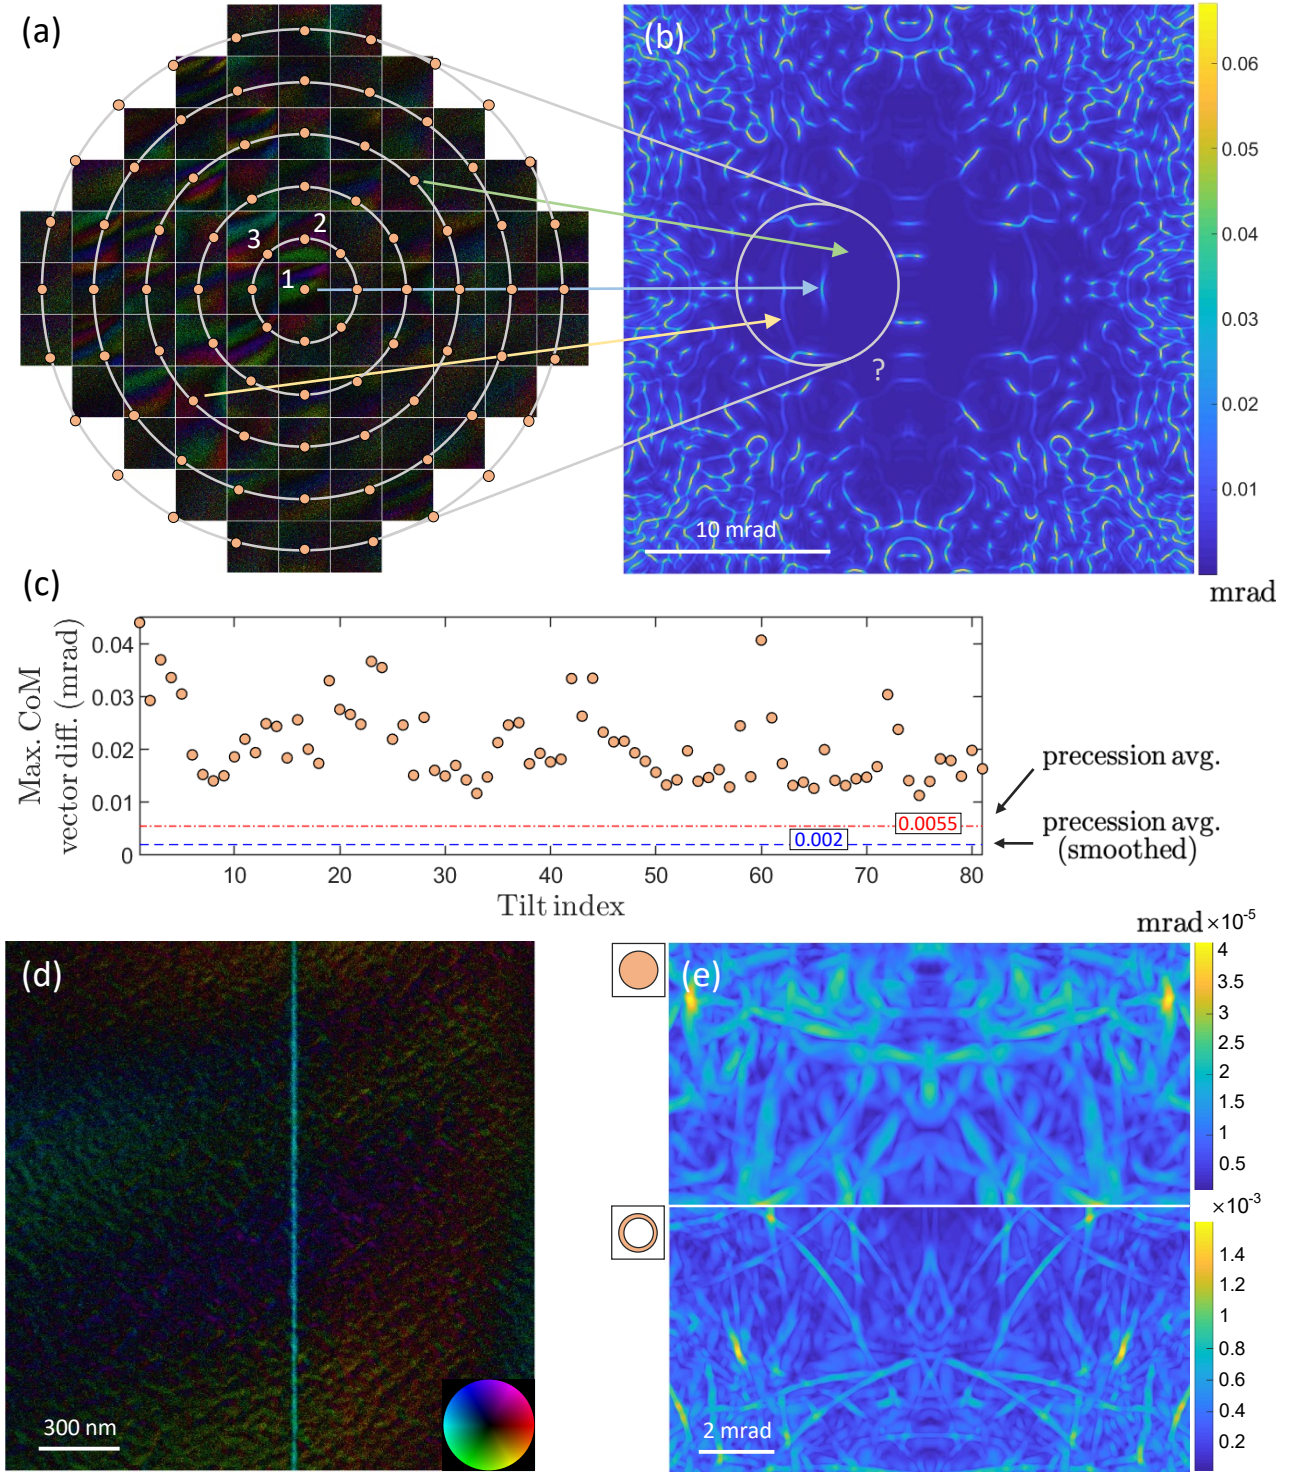 (a)
1
2
3
(b)
?
10 mrad
0.06
0.05
0.04
0.03
0.02
0.01
mrad
(c)
Max. CoM
vector diff. (mrad)
0.04
0.03
0.02
0.01
0
10
20
30
40
50
60
70
80
Tilt index
0.0055
0.002
precession avg.
precession avg.
(smoothed)
(d)
300 nm
(e)
mrad ×10-5
4
3.5
3
2.5
2
1.5
1
0.5
×10-3
1.4
1.2
1
0.8
0.6
0.4
0.2
2 mrad